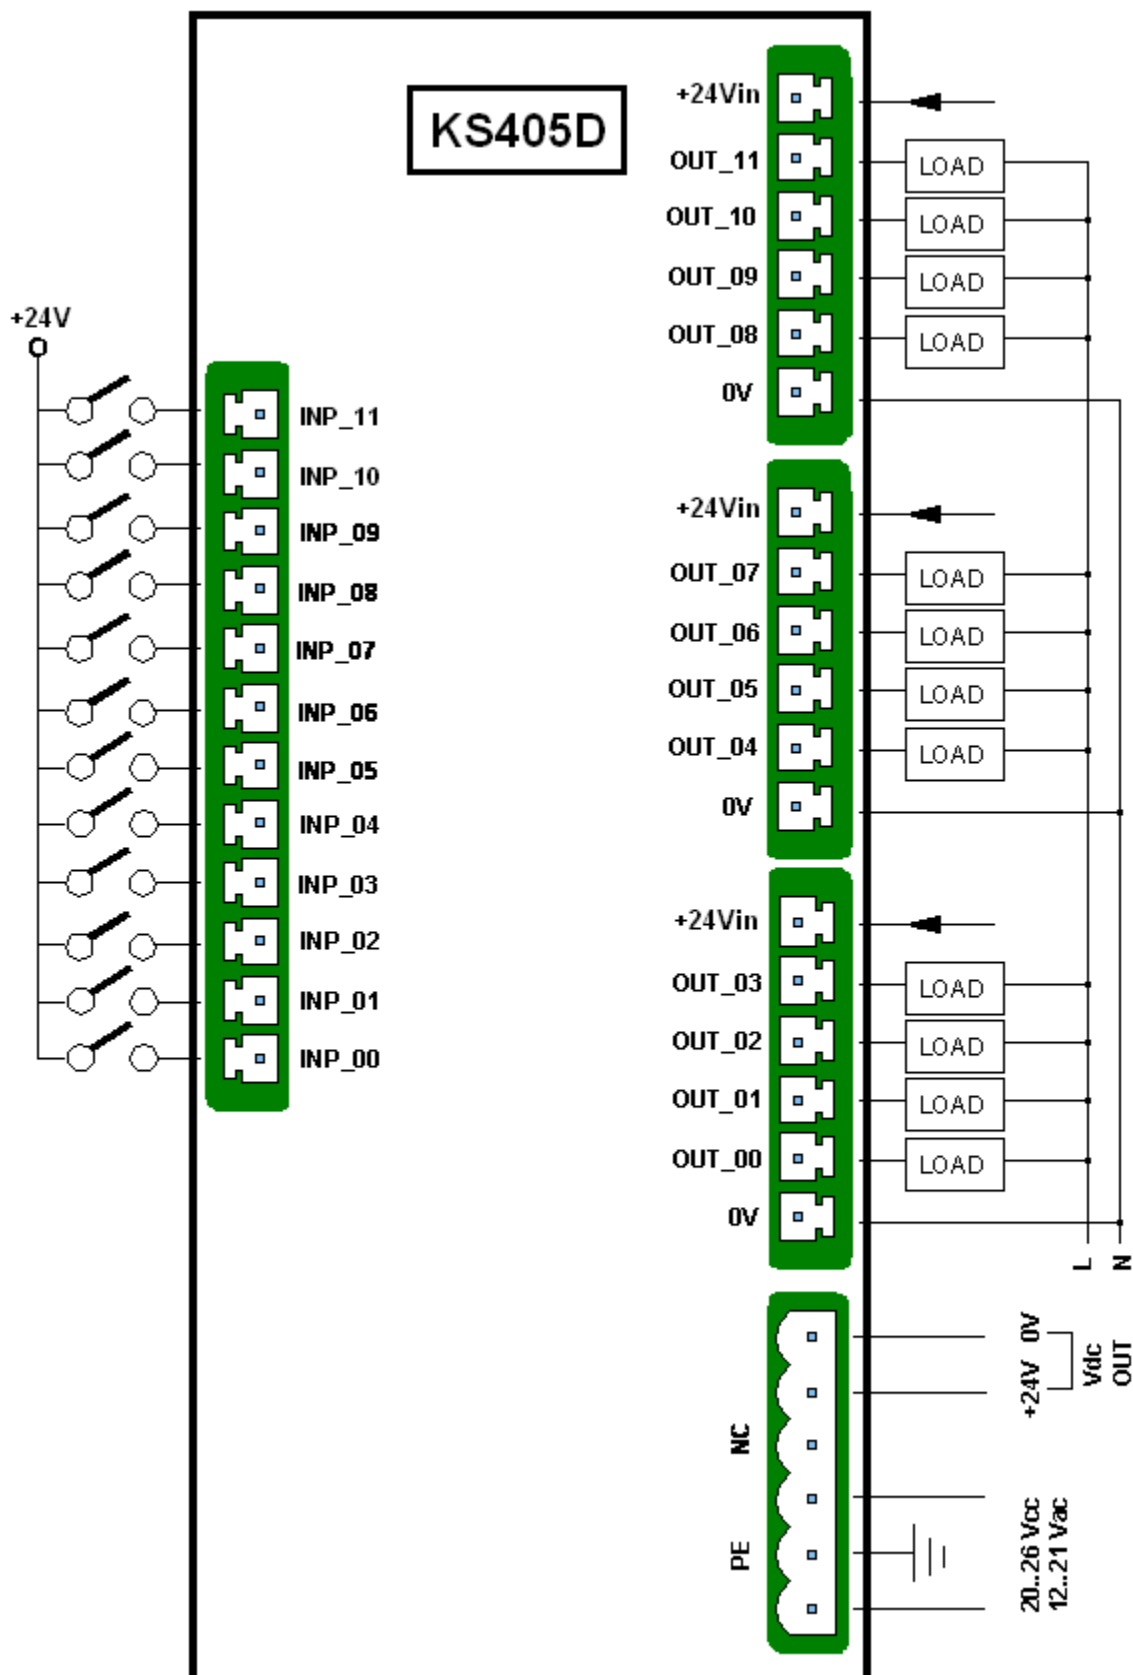 KS405D
+24V
INP_11
INP_10
INP_09
INP_08
INP_07
INP_06
INP_05
INP_04
INP_03
INP_02
INP_01
INP_00
+24Vin
OUT_11 LOAD
OUT_10 LOAD
OUT_09 LOAD
OUT_08 LOAD
0V
+24Vin
OUT_07 LOAD
OUT_06 LOAD
OUT_05 LOAD
OUT_04 LOAD
0V
+24Vin
OUT_03 LOAD
OUT_02 LOAD
OUT_01 LOAD
OUT_00 LOAD
0V
L
N
+24V 0V
Vdc
OUT
NC
PE
20..26 Vcc
12..21 Vac